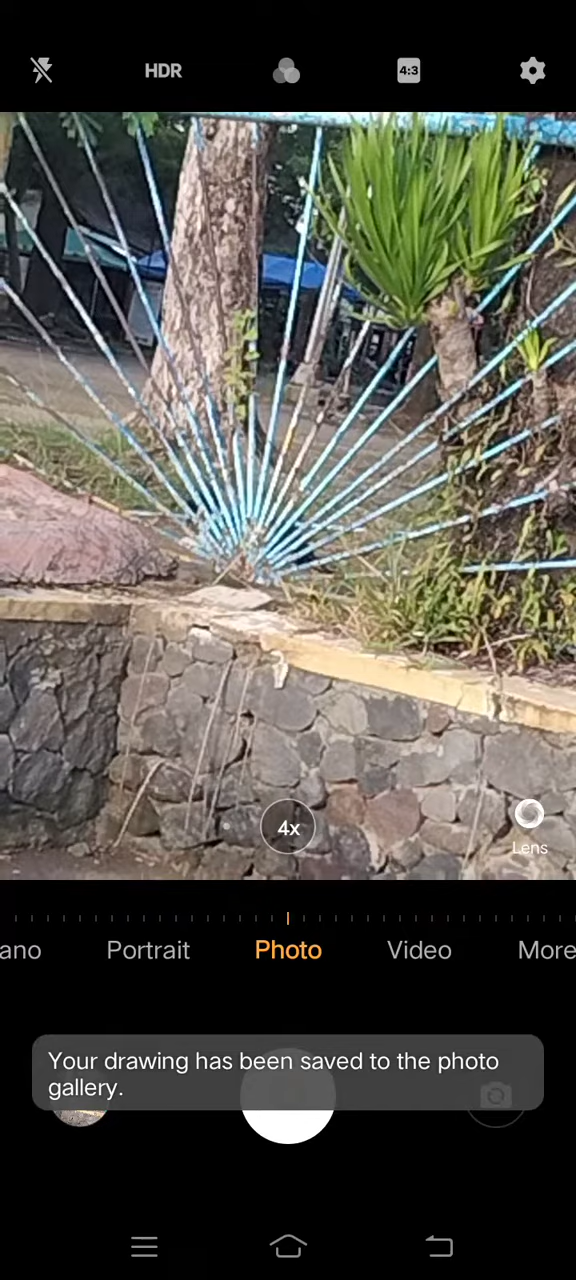 HDR
4:3
4x
Lens
ano Portrait Photo Video More
Your drawing has been saved to the photo
gallery.